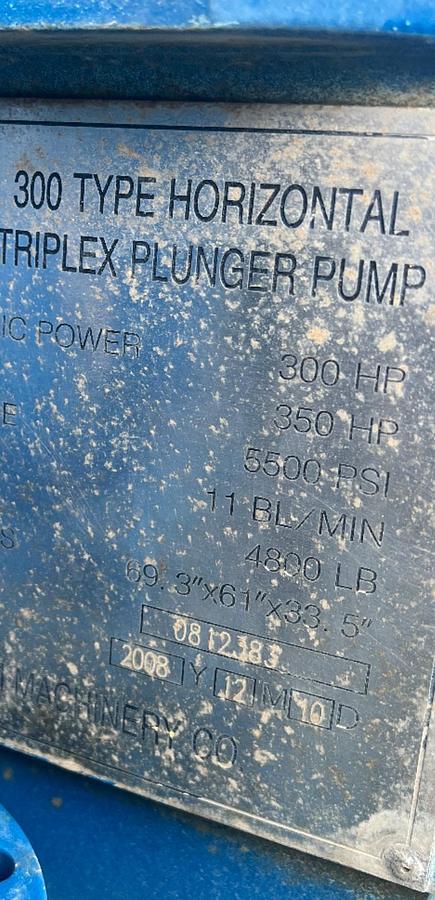 300 TYPE HORIZONTAL
TRIPLEX PLUNGER PUMP
IC POWER 300 HP
350 HP
E 5500 PSI
11 BL/MIN
S 4800 LB
69.3"x61"x33.5"
0812383
2008 Y 12 M 10 D
MACHINERY CO.